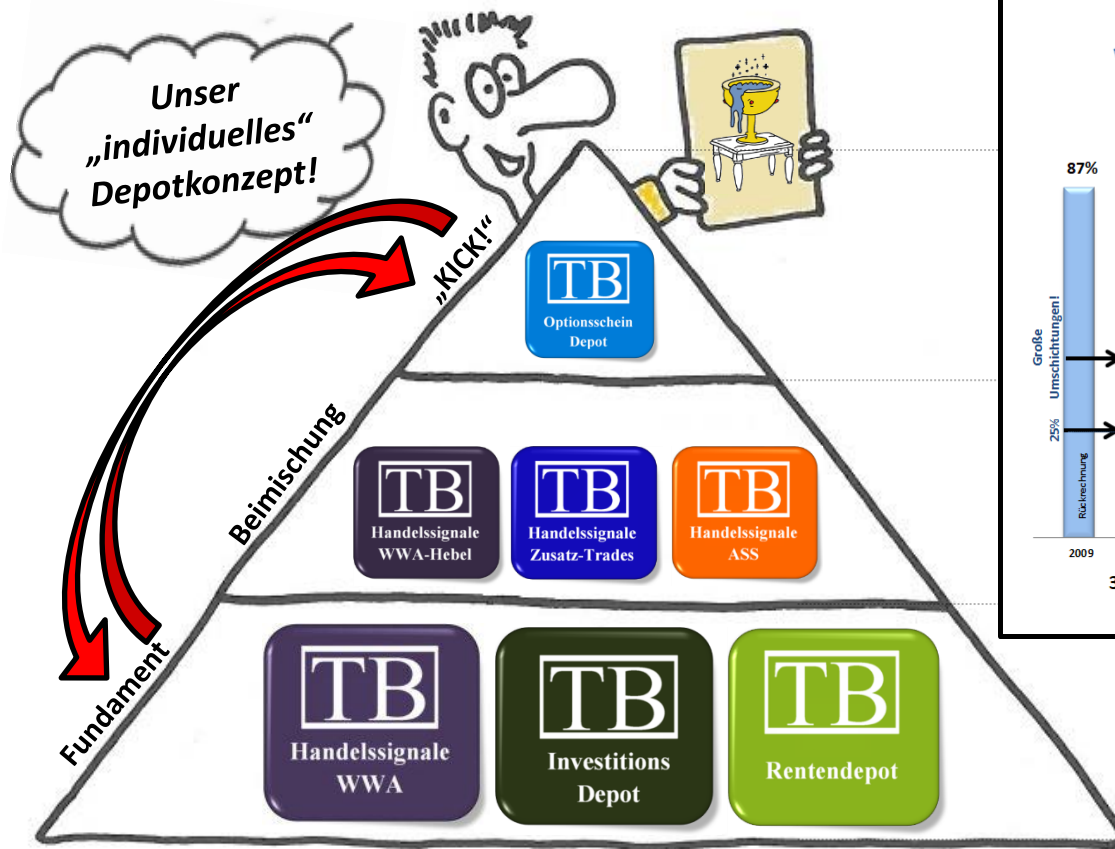 Unser
„individuelles“
Depotkonzept!
„KICK!“
TB
Optionsschein
Depot
Beimischung
TB
Handelssignale
WWA-Hebel
TB
Handelssignale
Zusatz-Trades
TB
Handelssignale
ASS
Fundament
TB
Handelssignale
WWA
TB
Investitions
Depot
TB
Rentendepot
87%
Große
Umschichtungen!
25%
Rückrechnung
2009
3